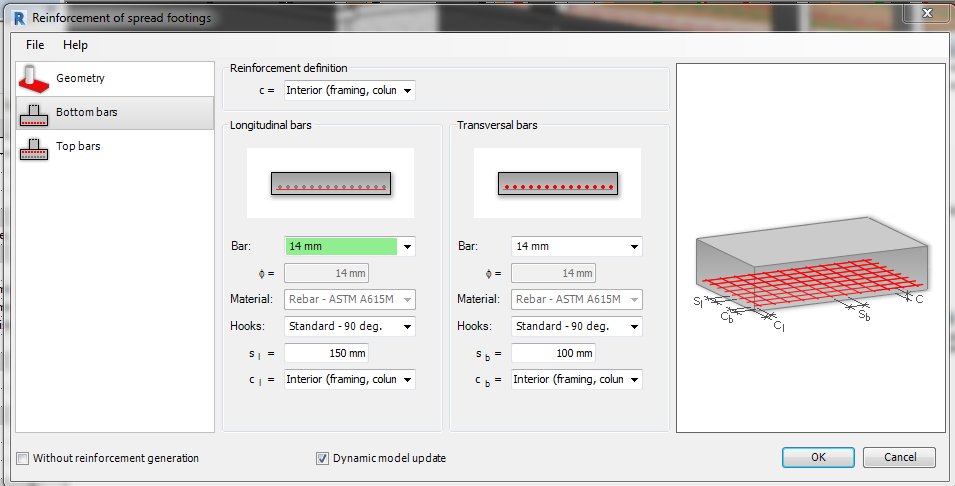 R Reinforcement of spread footings
File Help
Geometry
Bottom bars
Top bars
Reinforcement definition
c = Interior (framing, colun
Longitudinal bars
Bar: 14 mm
ϕ = 14 mm
Material: Rebar - ASTM A615M
Hooks: Standard - 90 deg.
s l = 150 mm
c l = Interior (framing, colun
Transversal bars
Bar: 14 mm
ϕ = 14 mm
Material: Rebar - ASTM A615M
Hooks: Standard - 90 deg.
s b = 100 mm
c b = Interior (framing, colun
Sl
Cb
Cl
Sb
C
Without reinforcement generation
Dynamic model update
OK
Cancel